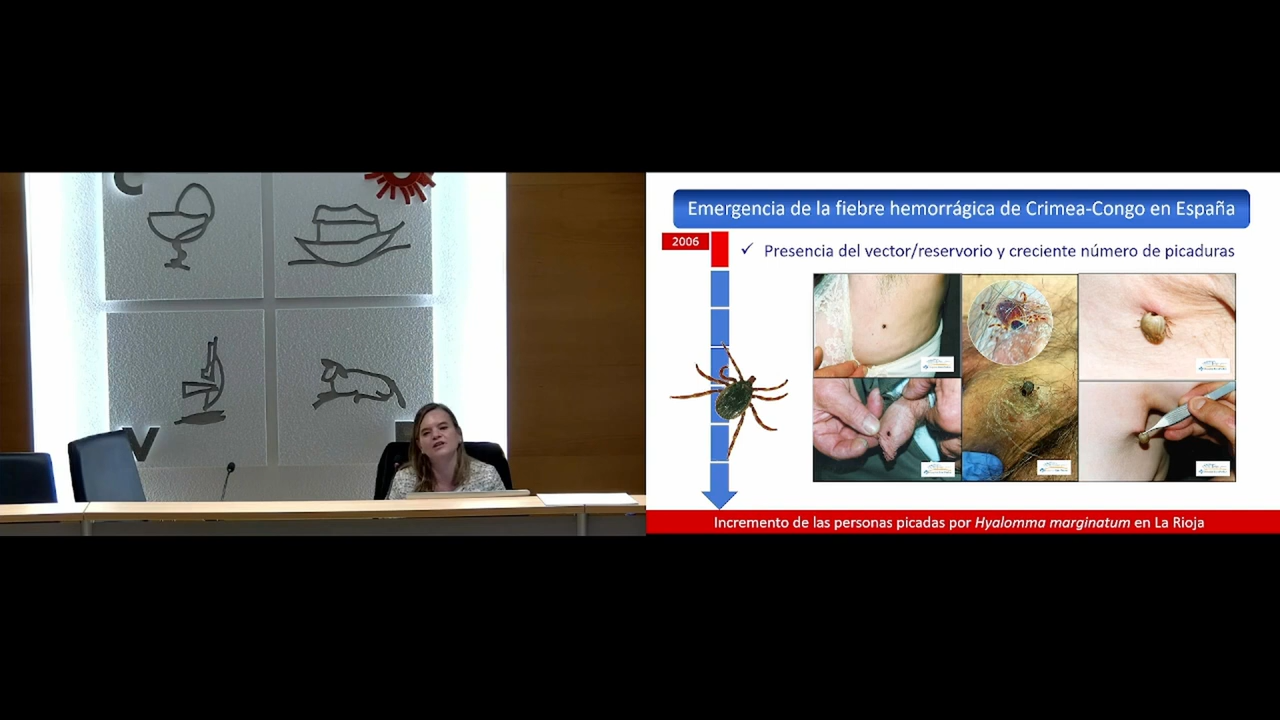 C
V
Emergencia de la fiebre hemorrágica de Crimea-Congo en España
2006
✓ Presencia del vector/reservorio y creciente número de picaduras
Incremento de las personas picadas por Hyalomma marginatum en La Rioja